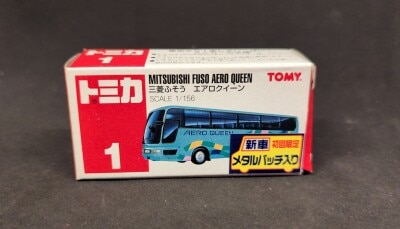 トミカ
1
MITSUBISHI FUSO AERO QUEEN
三菱ふそう エアロクイーン
SCALE 1/156
TOMY
1
AERO QUEEN
新車 初回限定
メタルバッチ入り